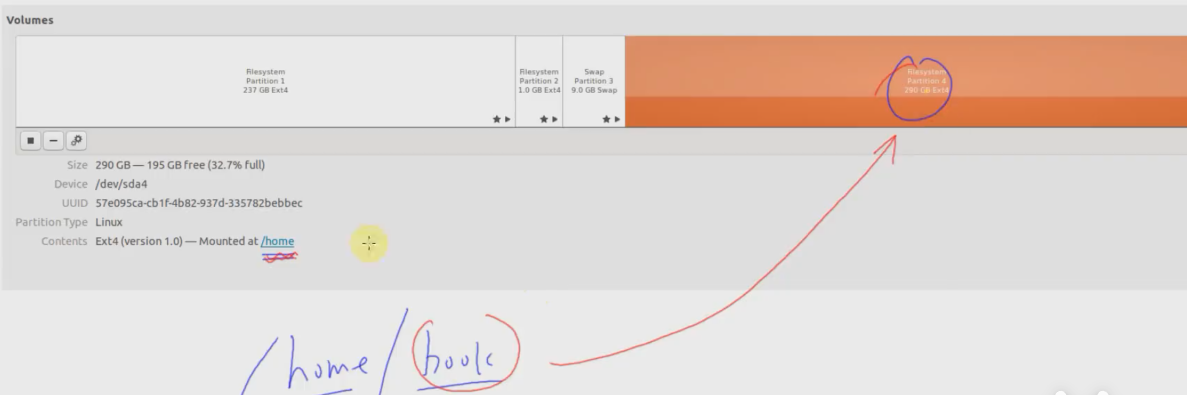 Volumes
Filesystem
Partition 1
237 GB Ext4
Filesystem
Partition 2
1.0 GB Ext4
Swap
Partition 3
9.0 GB Swap
Filesystem
Partition 4
290 GB Ext4
Size 290 GB — 195 GB free (32.7% full)
Device /dev/sda4
UUID 57e095ca-cb1f-4b82-937d-335782bebbec
Partition Type Linux
Contents Ext4 (version 1.0) — Mounted at /home
/home/book